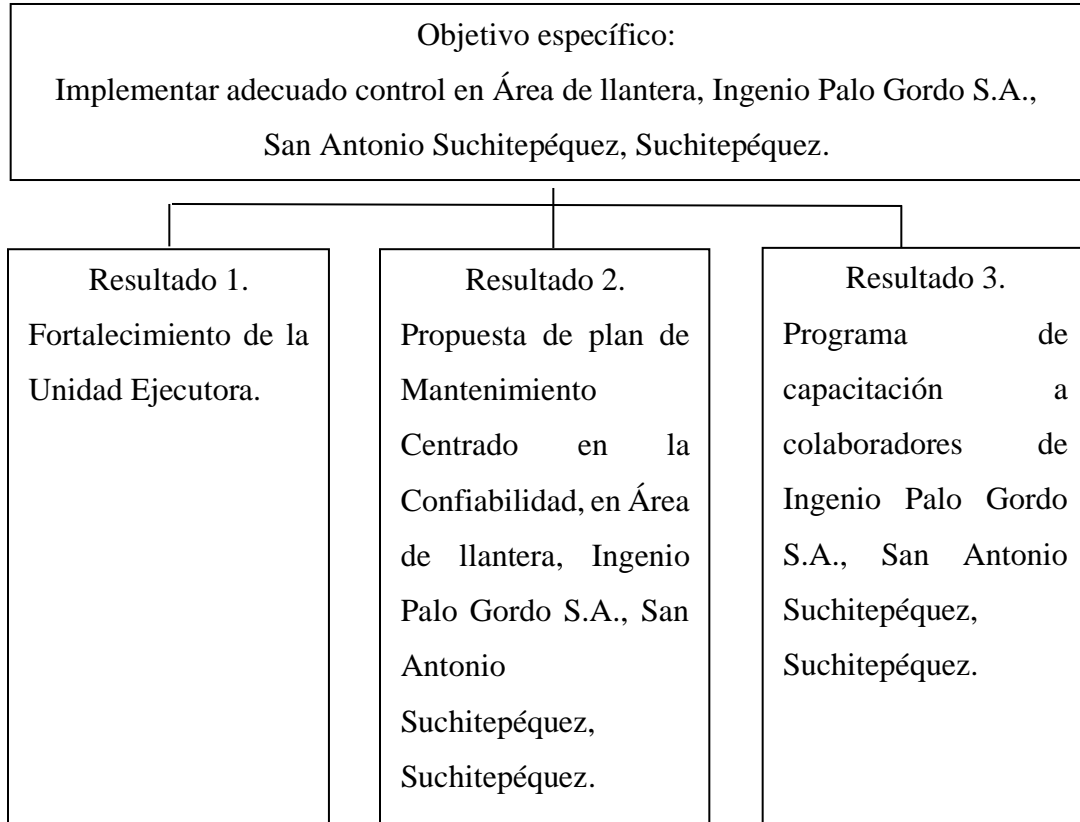 Objetivo específico:
Implementar adecuado control en Área de llantera, Ingenio Palo Gordo S.A.,
San Antonio Suchitepéquez, Suchitepéquez.
Resultado 1.
Fortalecimiento de la
Unidad Ejecutora.
Resultado 2.
Propuesta de plan de
Mantenimiento
Centrado en la
Confiabilidad, en Área
de llantera, Ingenio
Palo Gordo S.A., San
Antonio
Suchitepéquez,
Suchitepéquez.
Resultado 3.
Programa de
capacitación a
colaboradores de
Ingenio Palo Gordo
S.A., San Antonio
Suchitepéquez,
Suchitepéquez.